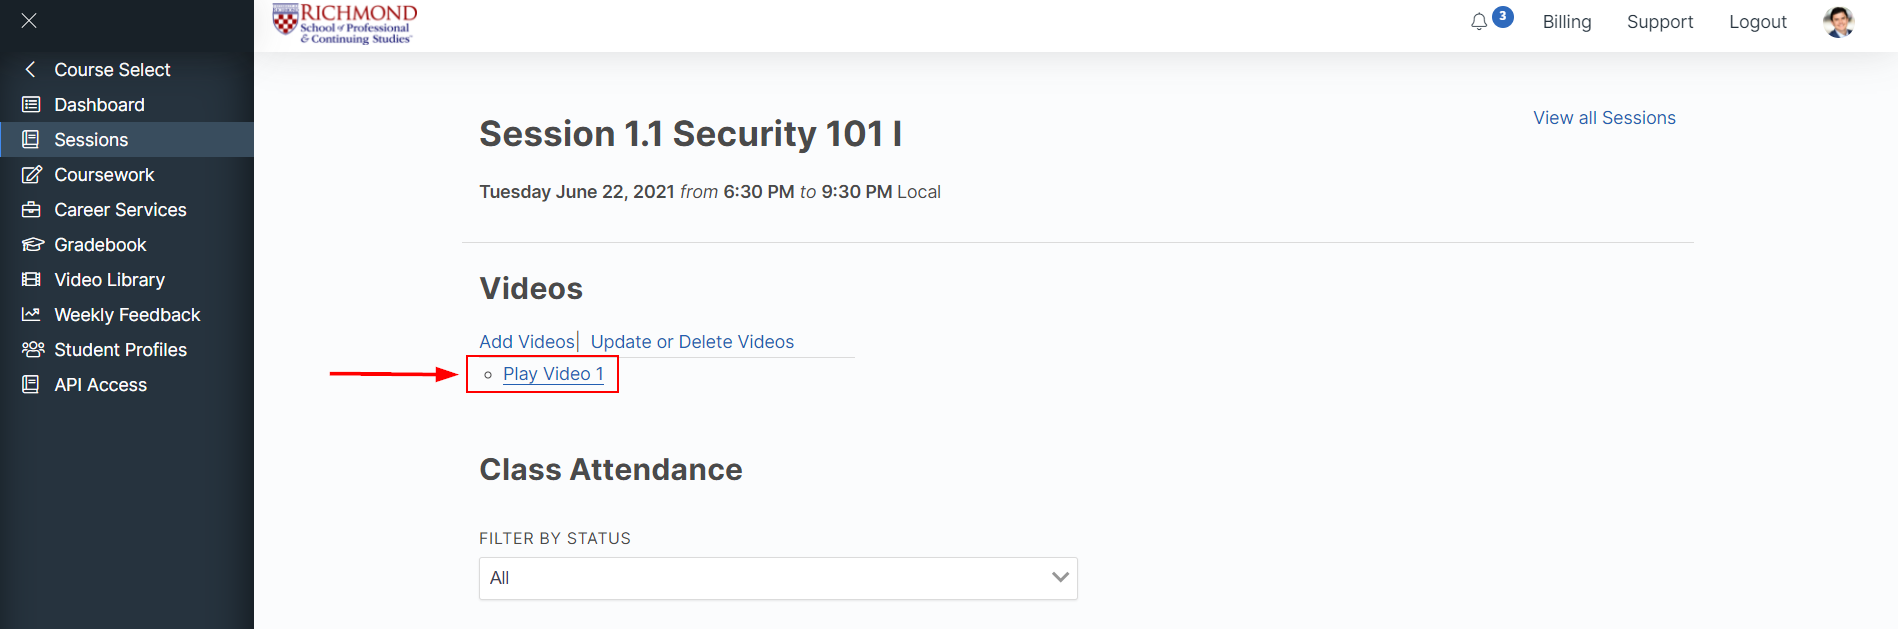 RICHMOND
School of Professional
& Continuing Studies
3
Billing
Support
Logout
Course Select
Dashboard
Sessions
Coursework
Career Services
Gradebook
Video Library
Weekly Feedback
Student Profiles
API Access
View all Sessions
Session 1.1 Security 101 I
Tuesday June 22, 2021 from 6:30 PM to 9:30 PM Local
Videos
Add Videos| Update or Delete Videos
Play Video 1
Class Attendance
FILTER BY STATUS
All